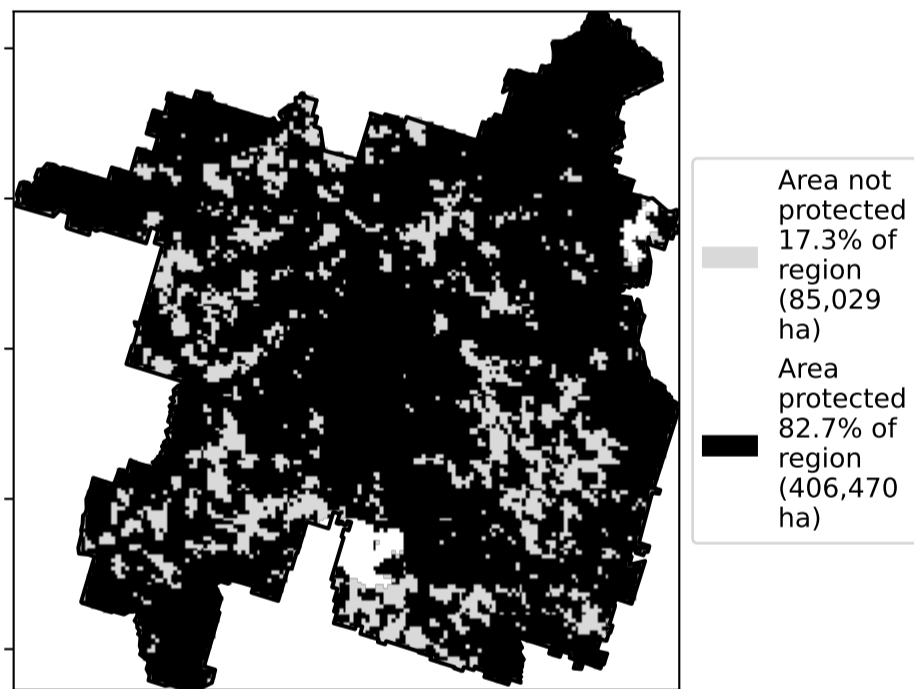 Area not
protected
17.3% of
region
(85,029
ha)
Area
protected
82.7% of
region
(406,470
ha)